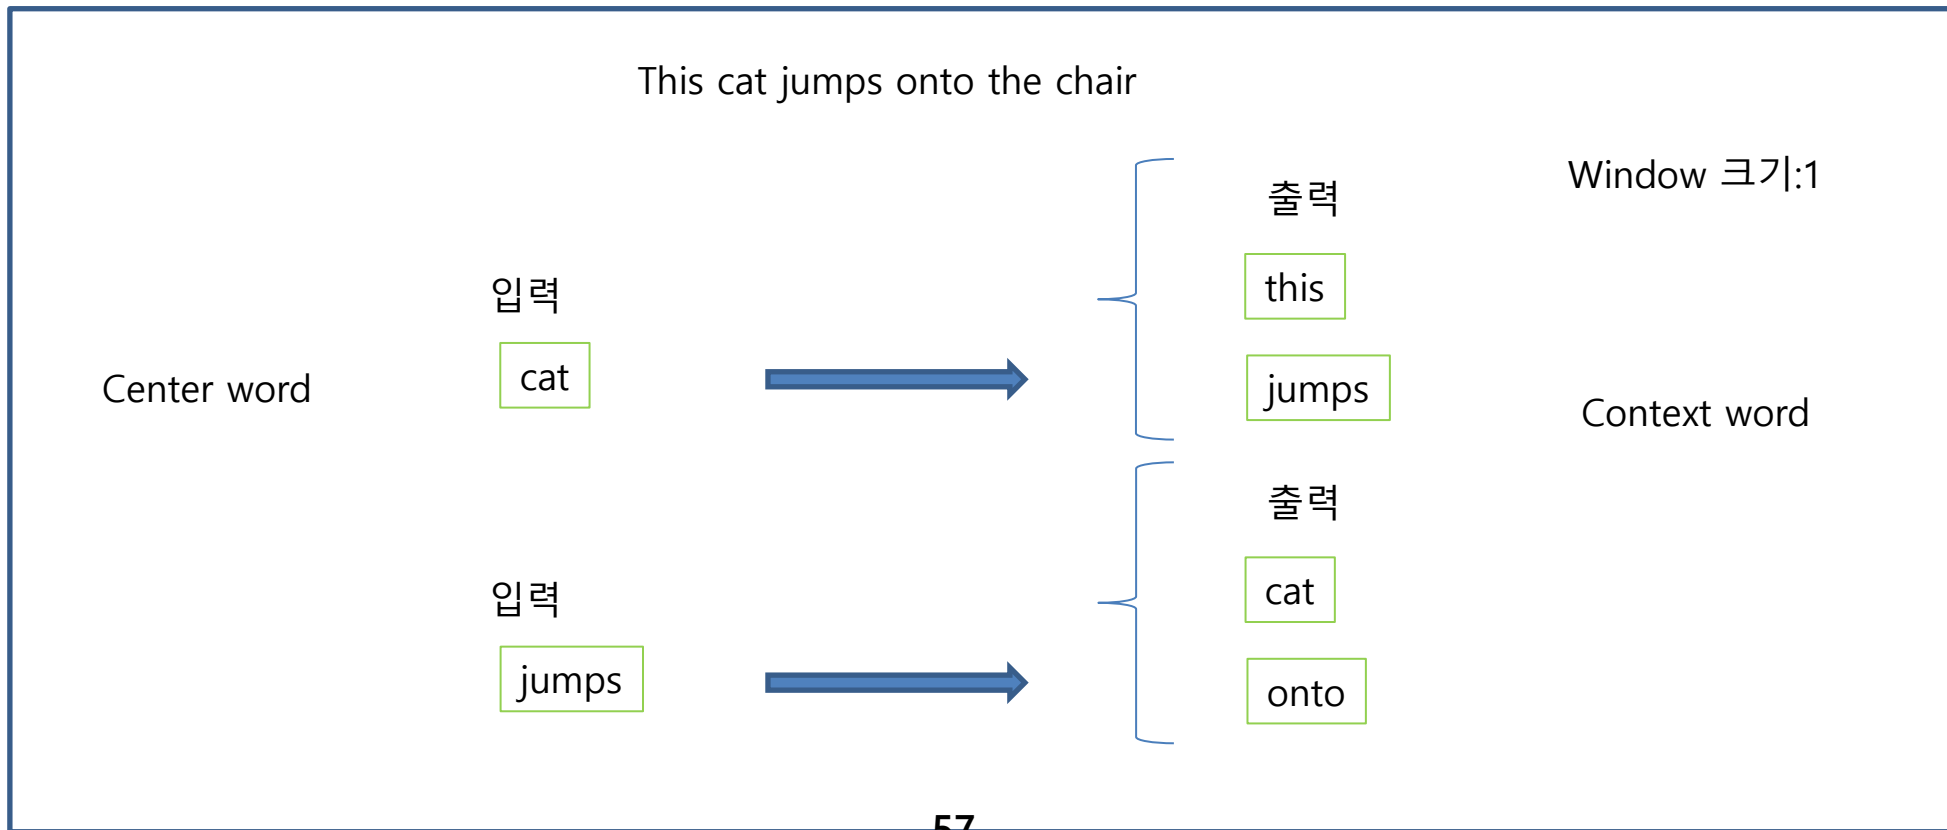 This cat jumps onto the chair
Window 크기:1
출력
this
입력
cat
jumps
Center word
Context word
출력
cat
입력
jumps
onto
57